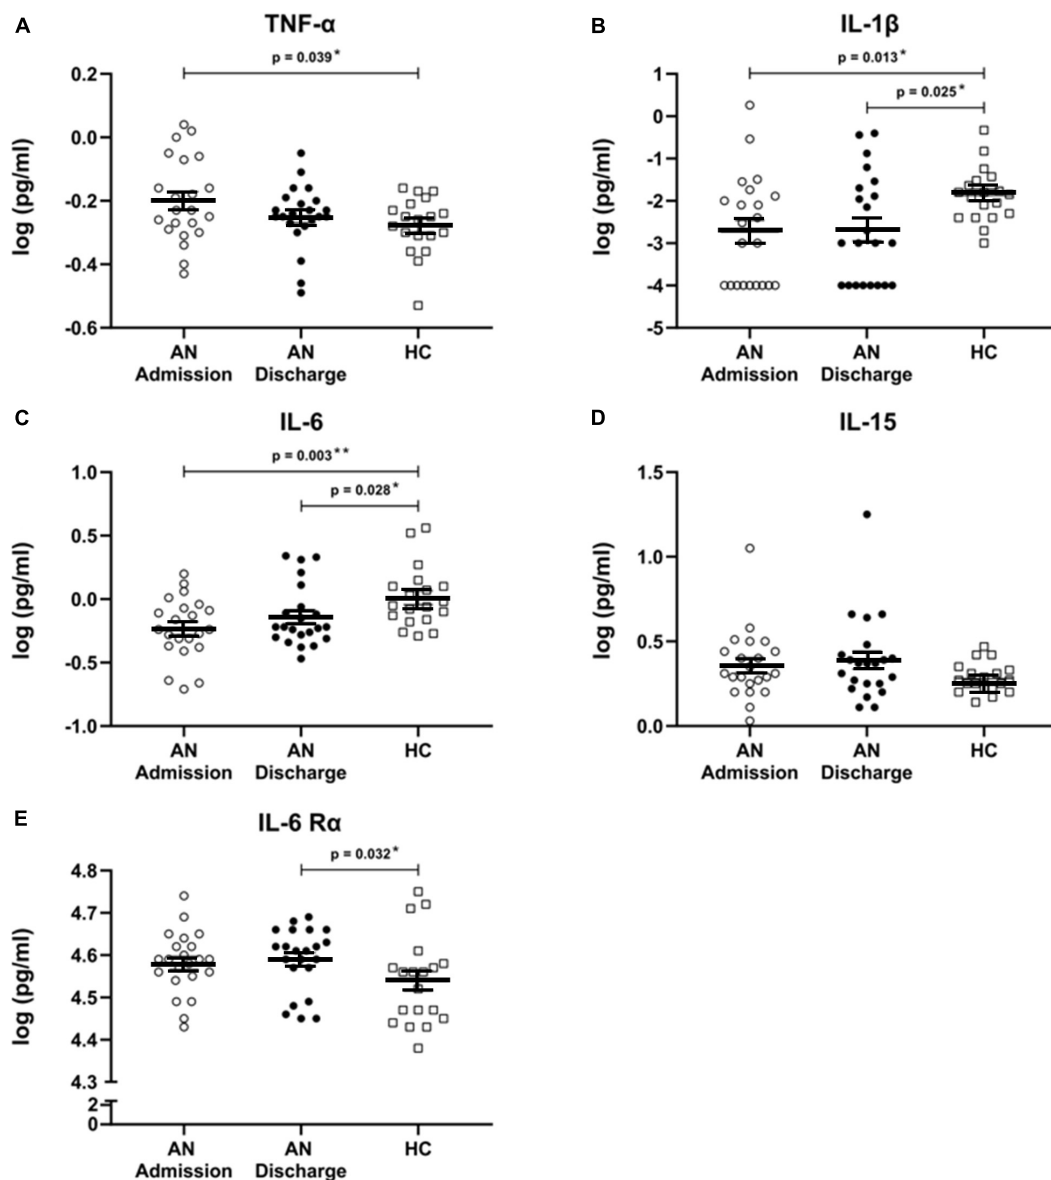 A
TNF-α
p = 0.039*
log (pg/ml)
0.2
0.0
-0.2
-0.4
-0.6
AN
Admission
AN
Discharge
HC
B
IL-1β
p = 0.013*
p = 0.025*
log (pg/ml)
1
0
-1
-2
-3
-4
-5
AN
Admission
AN
Discharge
HC
C
IL-6
p = 0.003**
p = 0.028*
log (pg/ml)
1.0
0.5
0.0
-0.5
-1.0
AN
Admission
AN
Discharge
HC
D
IL-15
log (pg/ml)
1.5
1.0
0.5
0.0
AN
Admission
AN
Discharge
HC
E
IL-6 Rα
p = 0.032*
log (pg/ml)
4.8
4.7
4.6
4.5
4.4
4.3
2
0
AN
Admission
AN
Discharge
HC